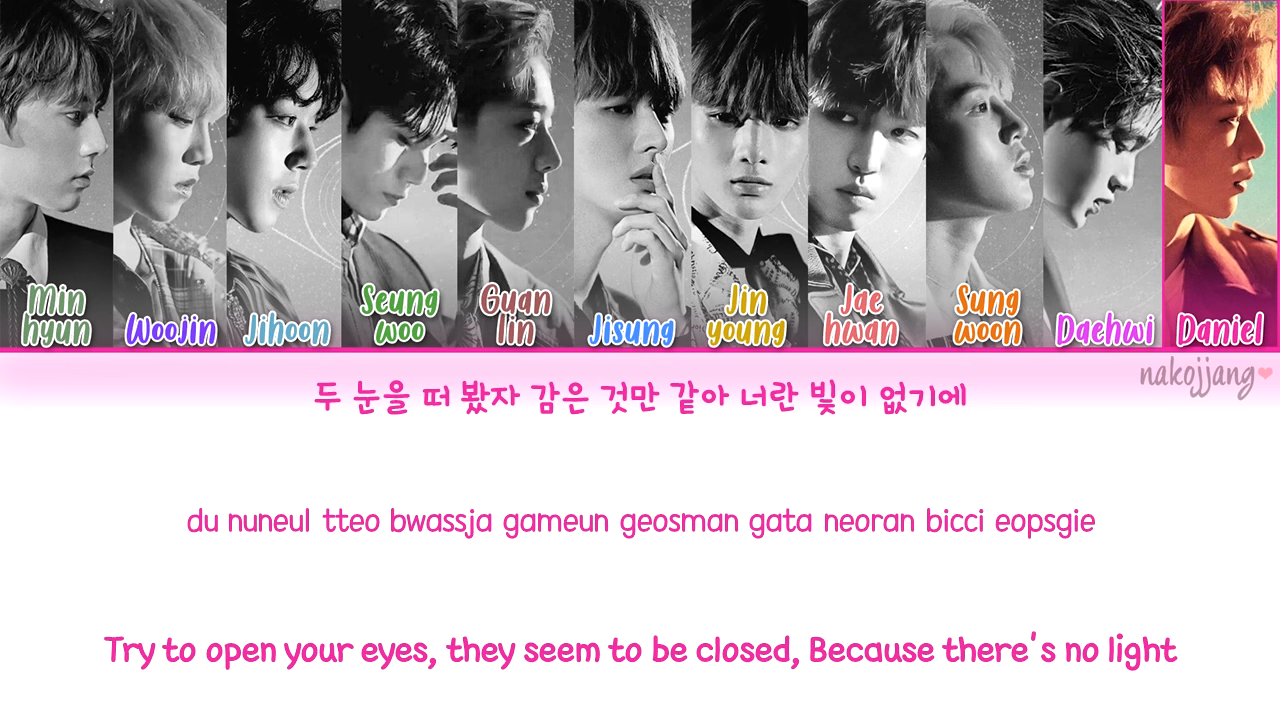 Min
hyun
Woojin
Jihoon
Seung
woo
Guan
lin
Jisung
Jin
young
Jae
hwan
Sung
woon
Daehwi
Daniel
nakojjang
두 눈을 떠 봤자 감은 것만 같아 너란 빛이 없기에
du nuneul tteo bwassja gameun geosman gata neoran bicci eopsgie
Try to open your eyes, they seem to be closed, Because there's no light